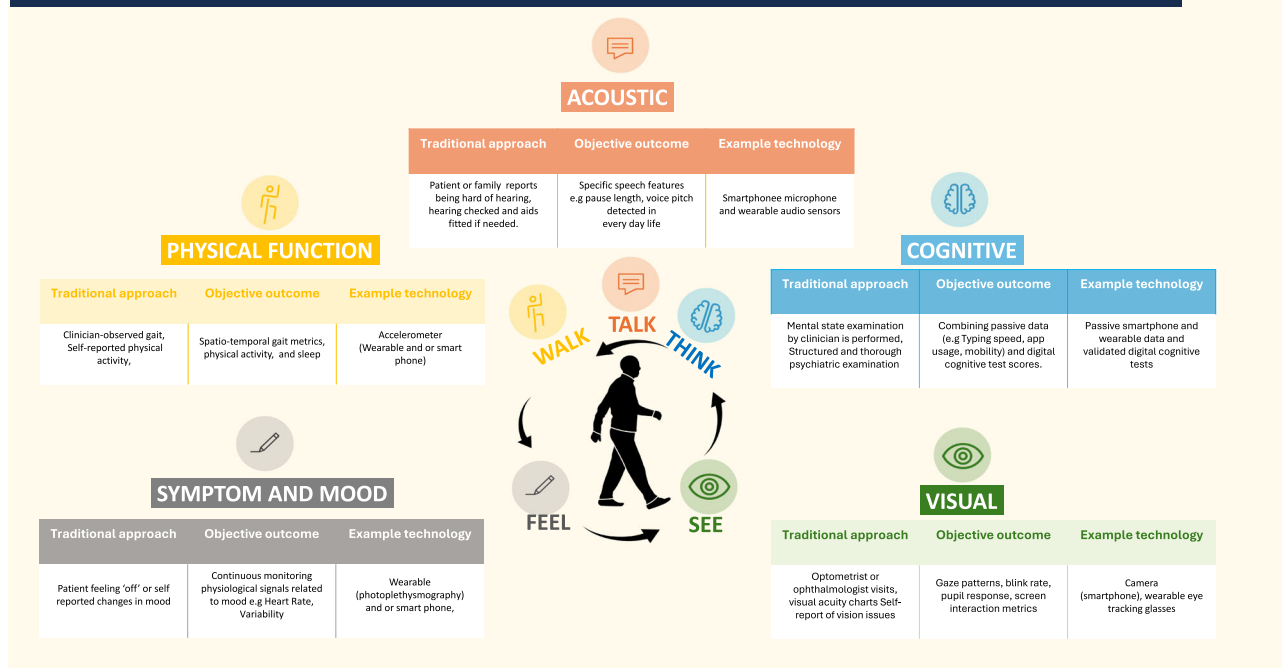 ACOUSTIC
Traditional approach
Objective outcome
Example technology
Patient or family reports
being hard of hearing,
hearing checked and aids
fitted if needed.
Specific speech features
e.g pause length, voice pitch
detected in
every day life
Smartphonee microphone
and wearable audio sensors
PHYSICAL FUNCTION
Traditional approach
Objective outcome
Example technology
Clinician-observed gait,
Self-reported physical
activity,
Spatio-temporal gait metrics,
physical activity, and sleep
Accelerometer
(Wearable and or smart
phone)
COGNITIVE
Traditional approach
Objective outcome
Example technology
Mental state examination
by clinician is performed,
Structured and thorough
psychiatric examination
Combining passive data
(e.g Typing speed, app
usage, mobility) and digital
cognitive test scores.
Passive smartphone and
wearable data and
validated digital cognitive
tests
WALK
TALK
THINK
FEEL
SEE
SYMPTOM AND MOOD
Traditional approach
Objective outcome
Example technology
Patient feeling ‘off’ or self
reported changes in mood
Continuous monitoring
physiological signals related
to mood e.g Heart Rate,
Variability
Wearable
(photoplethysmography)
and or smart phone,
VISUAL
Traditional approach
Objective outcome
Example technology
Optometrist or
ophthalmologist visits,
visual acuity charts Self-
report of vision issues
Gaze patterns, blink rate,
pupil response, screen
interaction metrics
Camera
(smartphone), wearable eye
tracking glasses